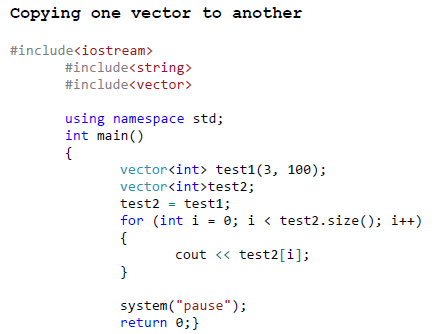 Copying one vector to another
#include<iostream>
#include<string>
#include<vector>
using namespace std;
int main()
{
vector<int> test1(3, 100);
vector<int>test2;
test2 = test1;
for (int i = 0; i < test2.size(); i++)
{
cout << test2[i];
}
system("pause");
return 0;}